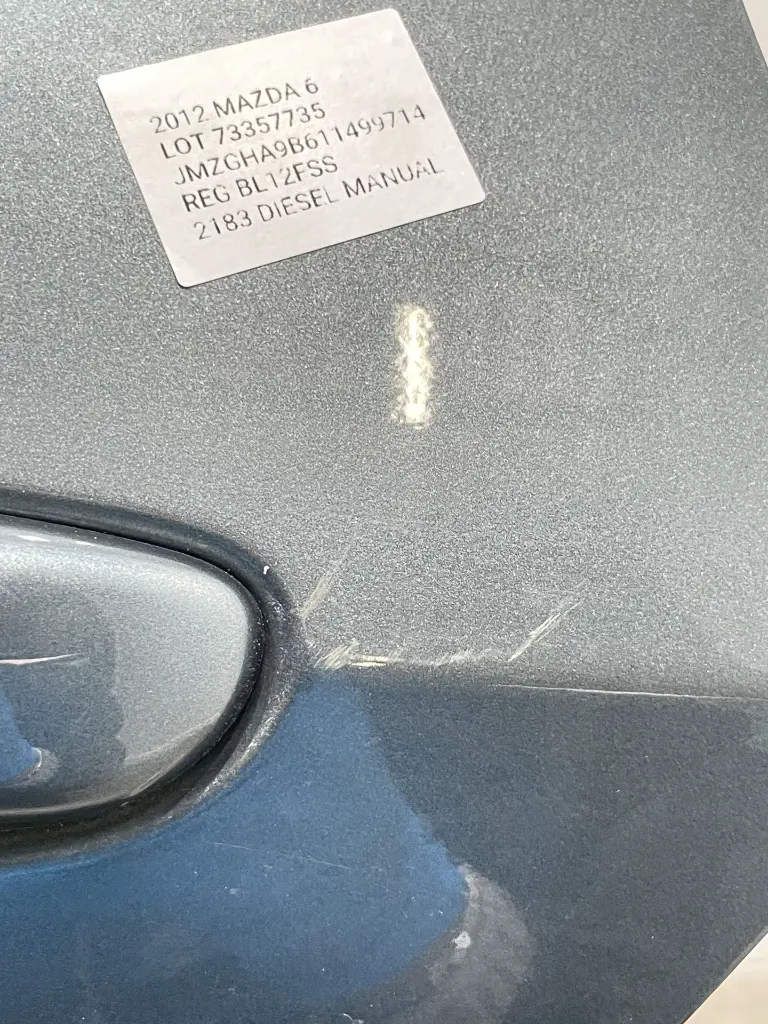 2012 MAZDA 6
LOT 73357735
JMZGHA9B611499714
REG BL12FSS
2183 DIESEL MANUAL